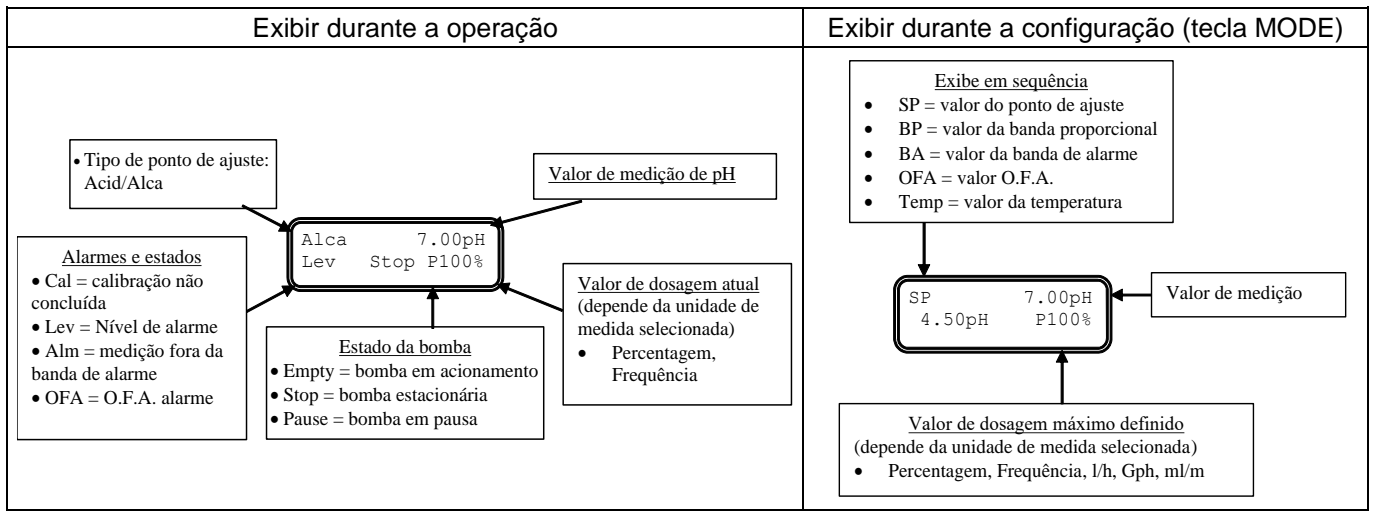 Exibir durante a operação
Exibir durante a configuração (tecla MODE)
• Tipo de ponto de ajuste:
Acid/Alca
Valor de medição de pH
Alca 7.00pH
Lev Stop P100%
Alarmes e estados
• Cal = calibração não
concluída
• Lev = Nível de alarme
• Alm = medição fora da
banda de alarme
• OFA = O.F.A. alarme
Estado da bomba
• Empty = bomba em acionamento
• Stop = bomba estacionária
• Pause = bomba em pausa
Valor de dosagem atual
(depende da unidade de
medida selecionada)
• Percentagem,
Frequência
Exibe em sequência
• SP = valor do ponto de ajuste
• BP = valor da banda proporcional
• BA = valor da banda de alarme
• OFA = valor O.F.A.
• Temp = valor da temperatura
SP 7.00pH
4.50pH P100%
Valor de medição
Valor de dosagem máximo definido
(depende da unidade de medida selecionada)
• Percentagem, Frequência, l/h, Gph, ml/m